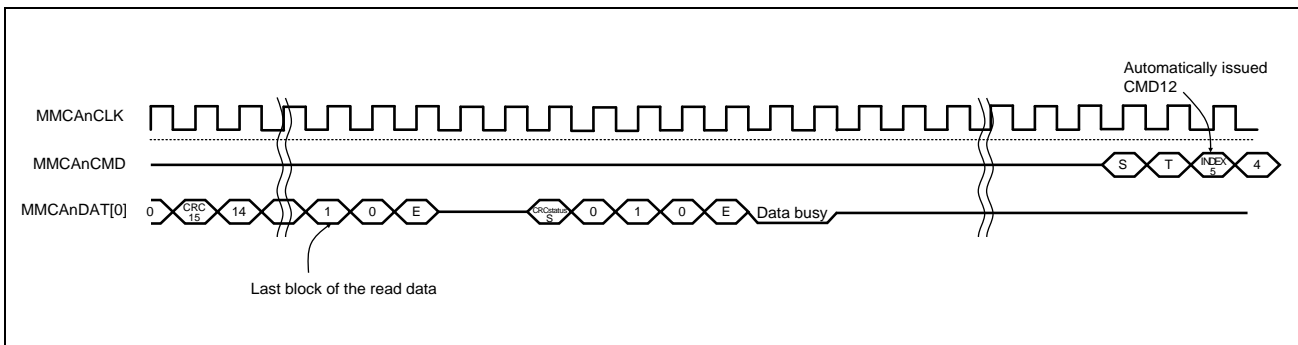 Automatically issued
CMD12
MMCAnCLK
MMCAnCMD
S T INDEX 5 4
MMCAnDAT[0]
0 CRC 15 14 1 0 E CRCstatus S 0 1 0 E Data busy
Last block of the read data